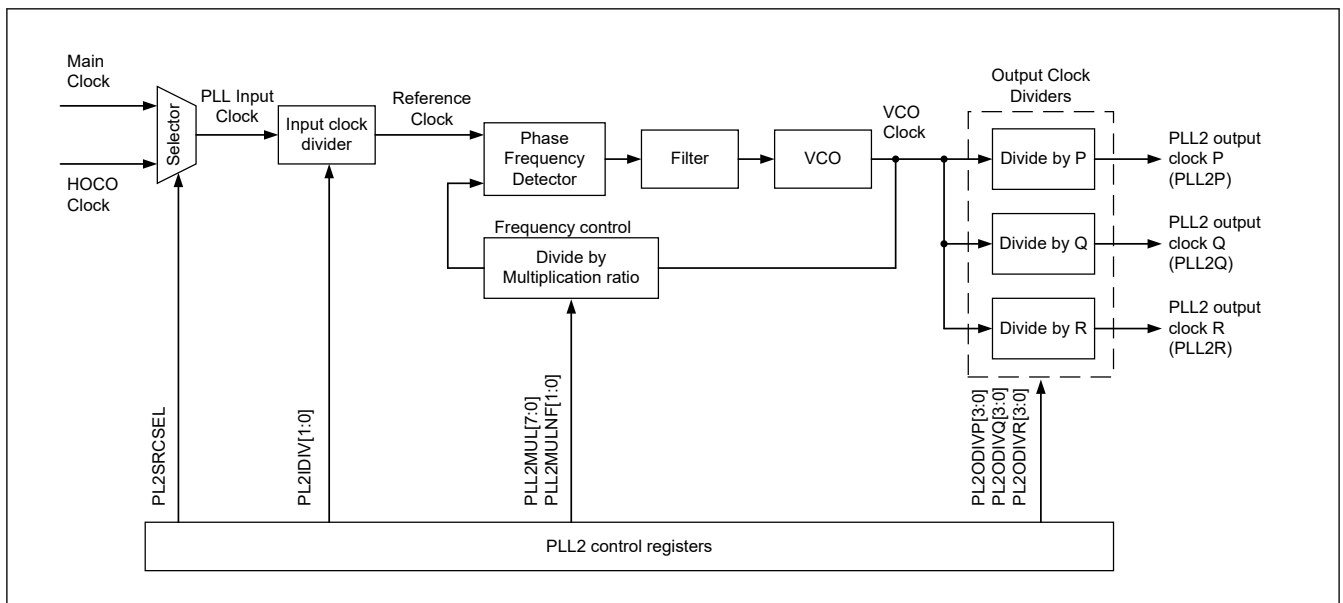 Main
Clock
HOCO
Clock
Selector
PLL Input
Clock
Input clock
divider
Reference
Clock
Phase
Frequency
Detector
Filter
VCO
VCO
Clock
Frequency control
Divide by
Multiplication ratio
Output Clock
Dividers
Divide by P
Divide by Q
Divide by R
PLL2 output
clock P
(PLL2P)
PLL2 output
clock Q
(PLL2Q)
PLL2 output
clock R
(PLL2R)
PL2SRCSEL
PL2IDIV[1:0]
PLL2MUL[7:0]
PLL2MULNF[1:0]
PL2ODIVP[3:0]
PL2ODIVQ[3:0]
PL2ODIVR[3:0]
PLL2 control registers